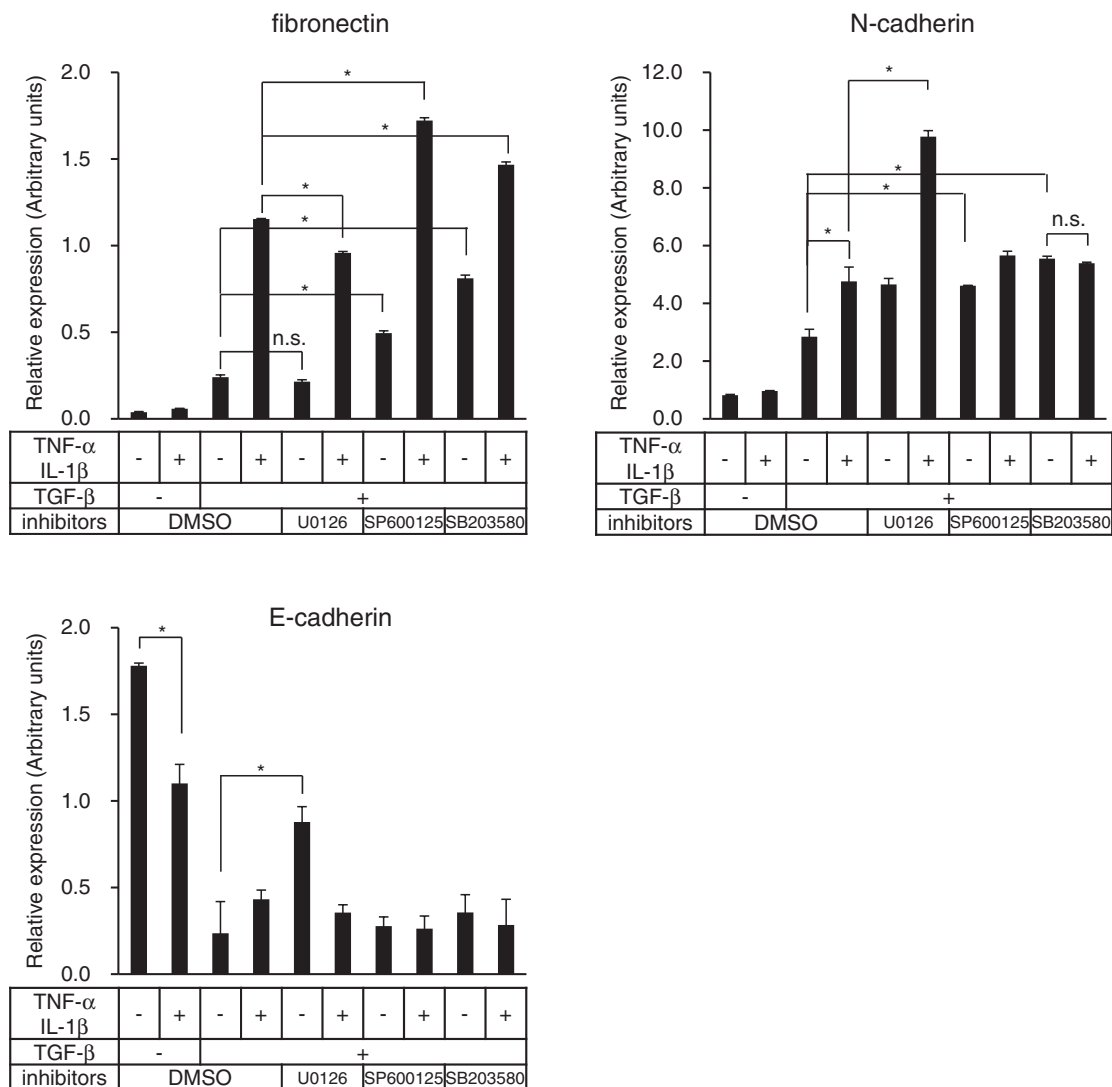 fibronectin
Relative expression (Arbitrary units)
2.0
1.5
1.0
0.5
0.0
*
*
*
*
*
n.s.
TNF-α
IL-1β
- + - + - + - + - +
TGF-β - +
inhibitors DMSO U0126 SP600125 SB203580
N-cadherin
Relative expression (Arbitrary units)
12.0
10.0
8.0
6.0
4.0
2.0
0.0
*
*
*
*
n.s.
TNF-α
IL-1β
- + - + - + - + - +
TGF-β - +
inhibitors DMSO U0126 SP600125 SB203580
E-cadherin
Relative expression (Arbitrary units)
2.0
1.5
1.0
0.5
0.0
*
*
TNF-α
IL-1β
- + - + - + - + - +
TGF-β - +
inhibitors DMSO U0126 SP600125 SB203580